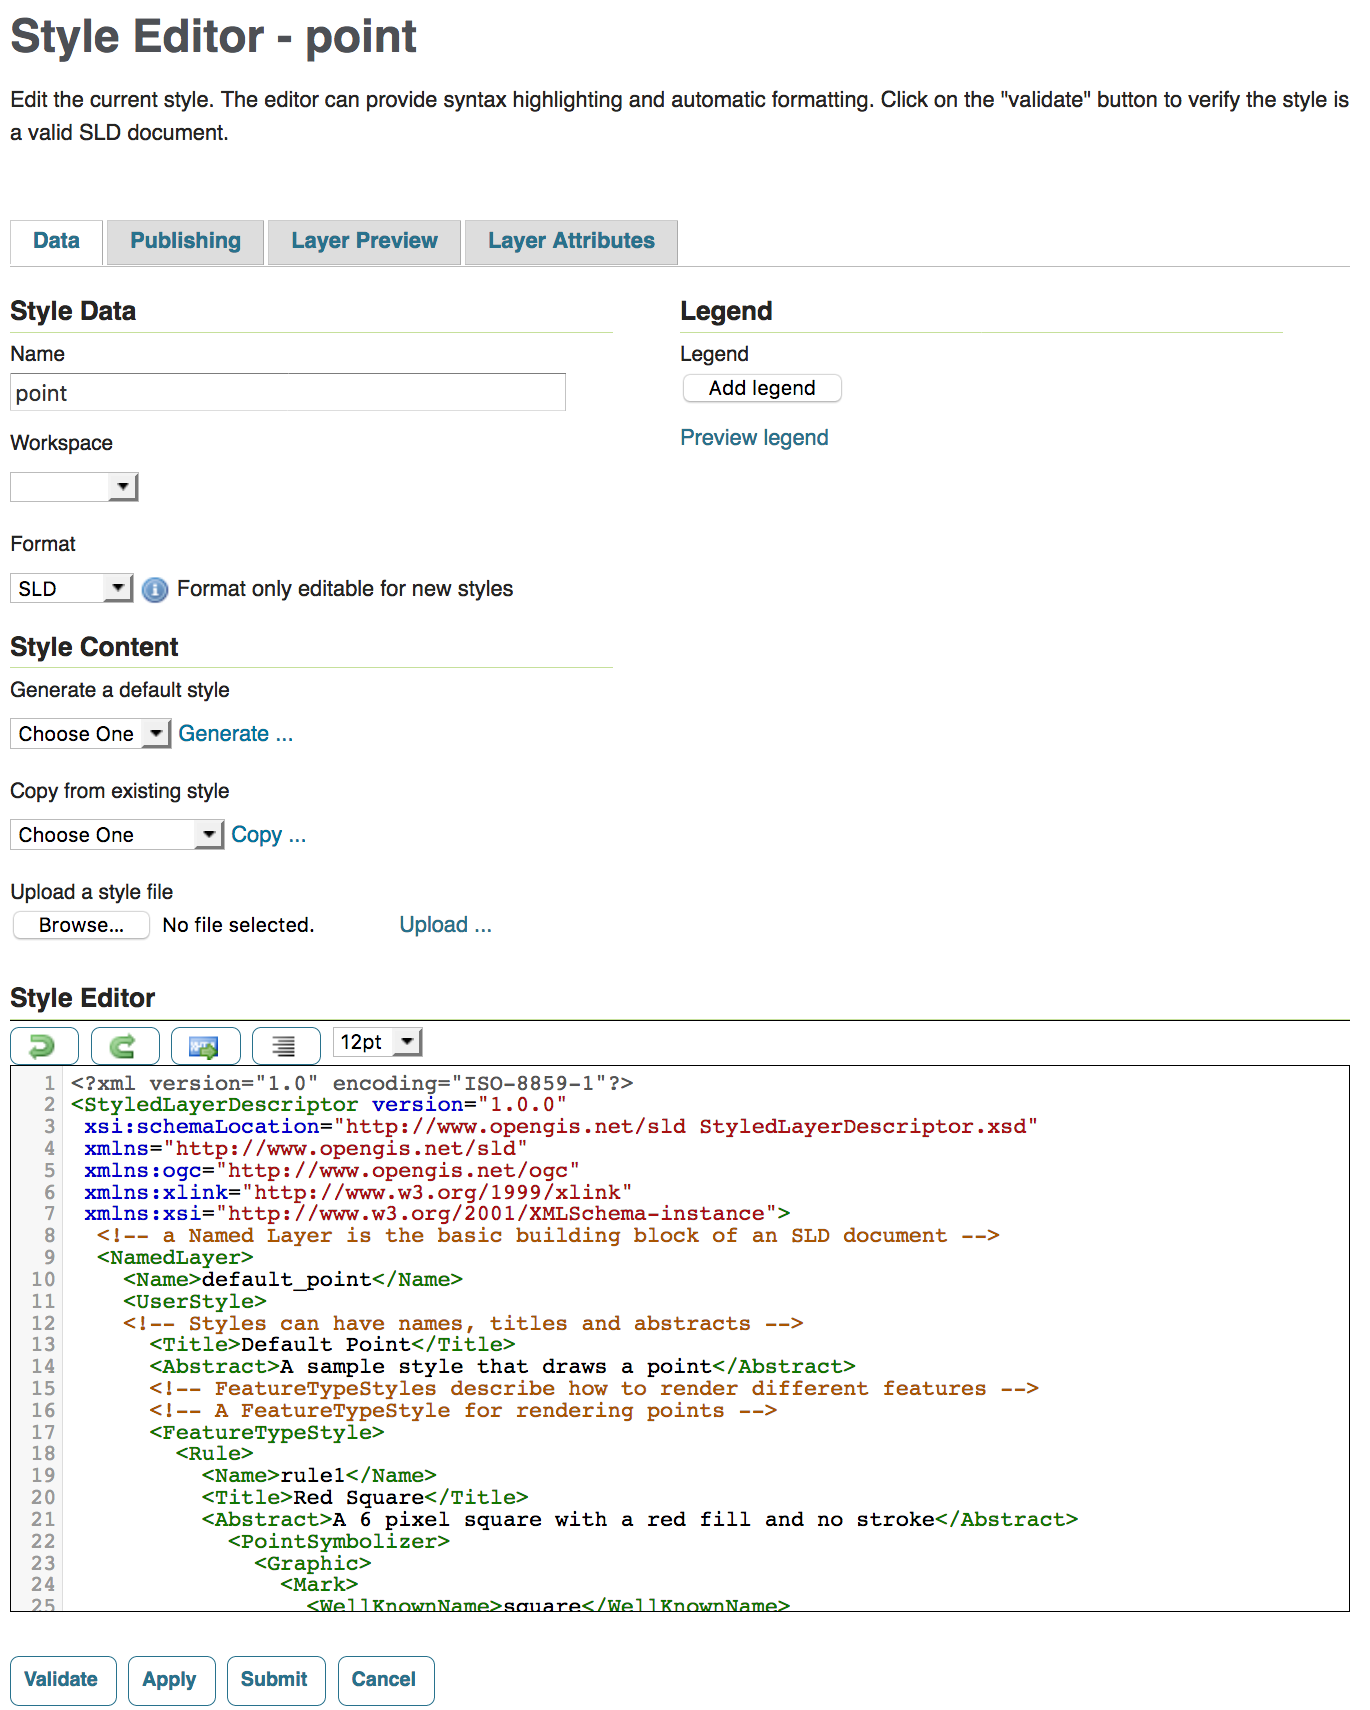 Style Editor - point
Edit the current style. The editor can provide syntax highlighting and automatic formatting. Click on the "validate" button to verify the style is
a valid SLD document.
Data
Publishing
Layer Preview
Layer Attributes
Style Data
Name
point
Workspace
Format
SLD
Format only editable for new styles
Legend
Legend
Add legend
Preview legend
Style Content
Generate a default style
Choose One
Generate ...
Copy from existing style
Choose One
Copy ...
Upload a style file
Browse...
No file selected.
Upload ...
Style Editor
12pt
1 <?xml version="1.0" encoding="ISO-8859-1"?>
2 <StyledLayerDescriptor version="1.0.0"
3  xsi:schemaLocation="http://www.opengis.net/sld StyledLayerDescriptor.xsd"
4  xmlns="http://www.opengis.net/sld"
5  xmlns:ogc="http://www.opengis.net/ogc"
6  xmlns:xlink="http://www.w3.org/1999/xlink"
7  xmlns:xsi="http://www.w3.org/2001/XMLSchema-instance">
8   <!-- a Named Layer is the basic building block of an SLD document -->
9   <NamedLayer>
10     <Name>default_point</Name>
11     <UserStyle>
12     <!-- Styles can have names, titles and abstracts -->
13       <Title>Default Point</Title>
14       <Abstract>A sample style that draws a point</Abstract>
15       <!-- FeatureTypeStyles describe how to render different features -->
16       <!-- A FeatureTypeStyle for rendering points -->
17       <FeatureTypeStyle>
18         <Rule>
19           <Name>rule1</Name>
20           <Title>Red Square</Title>
21           <Abstract>A 6 pixel square with a red fill and no stroke</Abstract>
22             <PointSymbolizer>
23               <Graphic>
24                 <Mark>
25                   <WellKnownName>square</WellKnownName>
Validate
Apply
Submit
Cancel